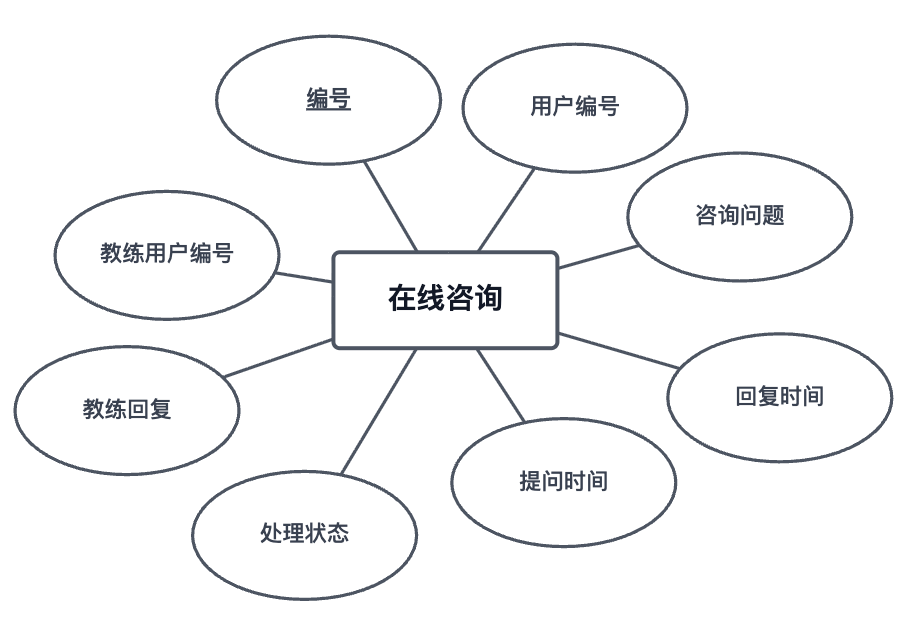 编号
用户编号
咨询问题
教练用户编号
在线咨询
回复时间
教练回复
提问时间
处理状态